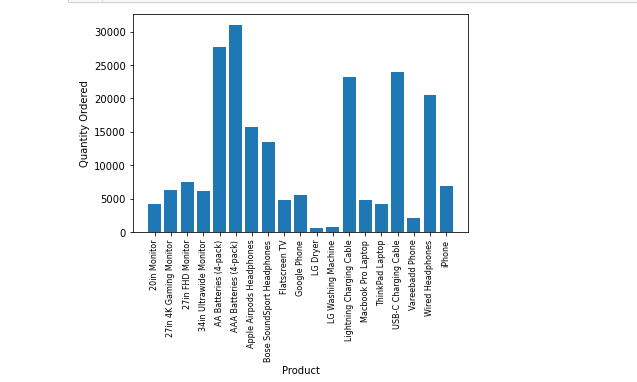 30000
25000
20000
15000
10000
5000
0
Quantity Ordered
20in Monitor
27in 4K Gaming Monitor
27in FHD Monitor
34in Ultrawide Monitor
AA Batteries (4-pack)
AAA Batteries (4-pack)
Apple Airpods Headphones
Bose SoundSport Headphones
Flatscreen TV
Google Phone
LG Dryer
LG Washing Machine
Lightning Charging Cable
Macbook Pro Laptop
ThinkPad Laptop
USB-C Charging Cable
Vareebadd Phone
Wired Headphones
iPhone
Product